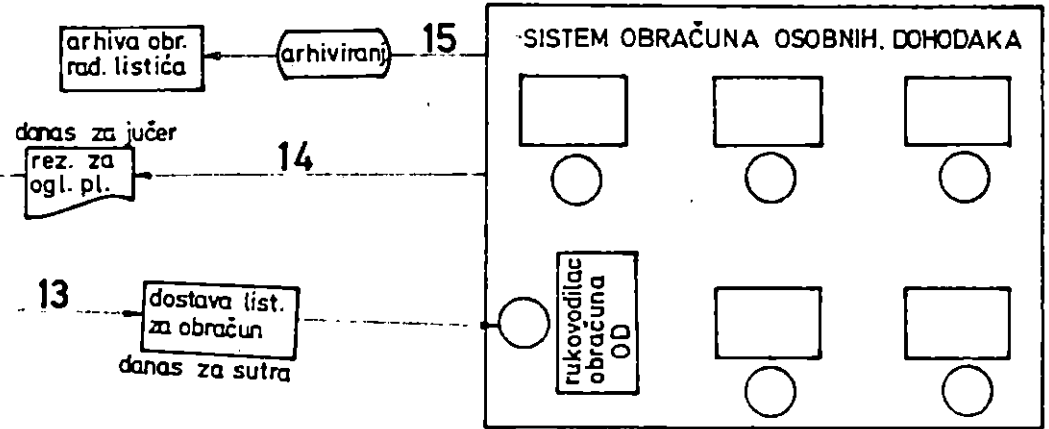 arhiva obr.
rad. listića
arhiviranj
15
SISTEM OBRAČUNA OSOBNIH. DOHODAKA
danas za jučer
rez. za
ogl. pl.
14
13
dostava list.
za obračun
danas za sutra
rukovodilac
obračuna
OD